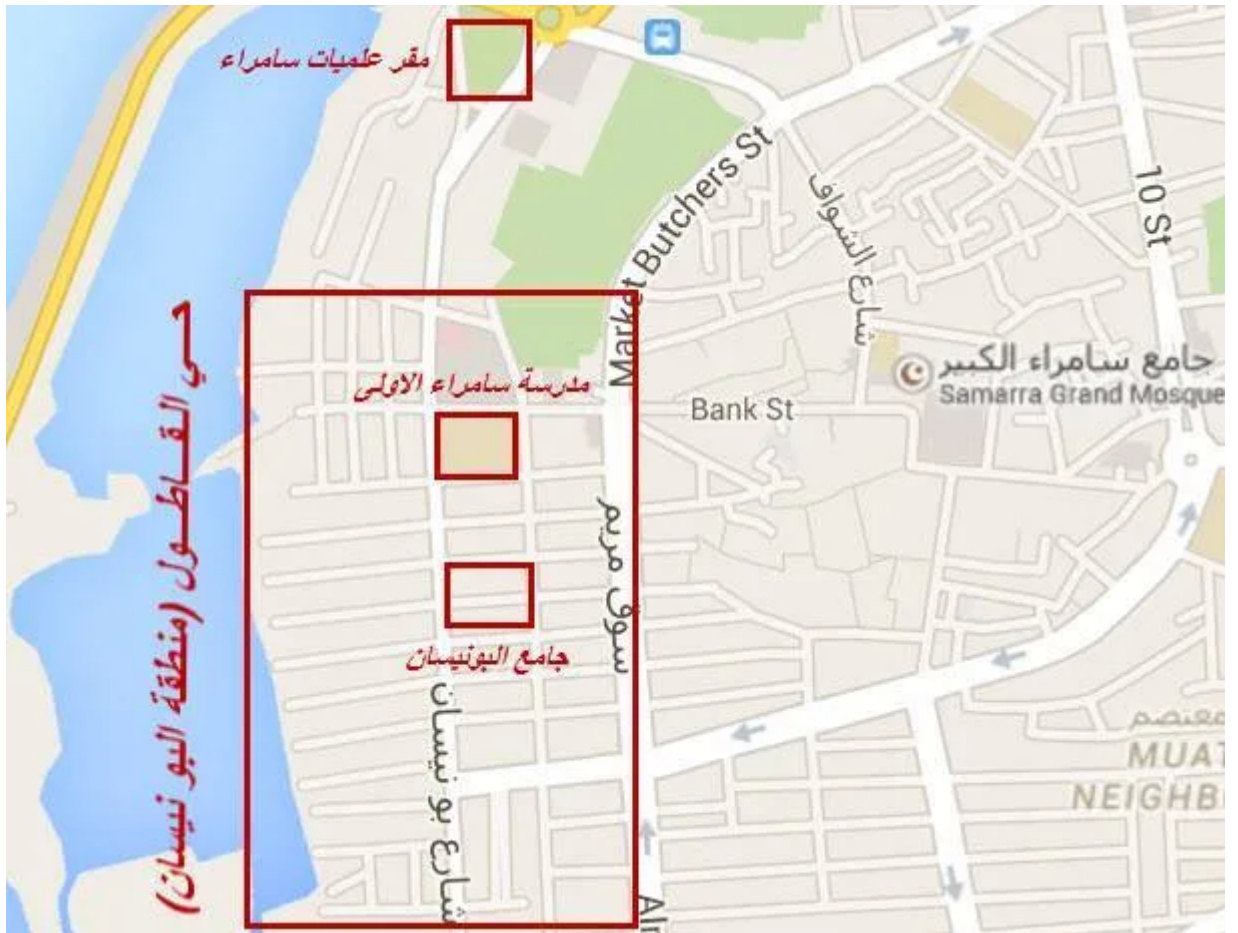 مقر علميات سامراء
Market Butchers St
10 St
شارع الشواف
حي القاطول (منطقة البو نيسان)
مدرسة سامراء الاولى
Bank St
جامع سامراء الكبير
Samarra Grand Mosque
سوق مريم
جامع البونيسان
شارع بو نيسان
معتصم
MUAT
NEIGHB
Alm